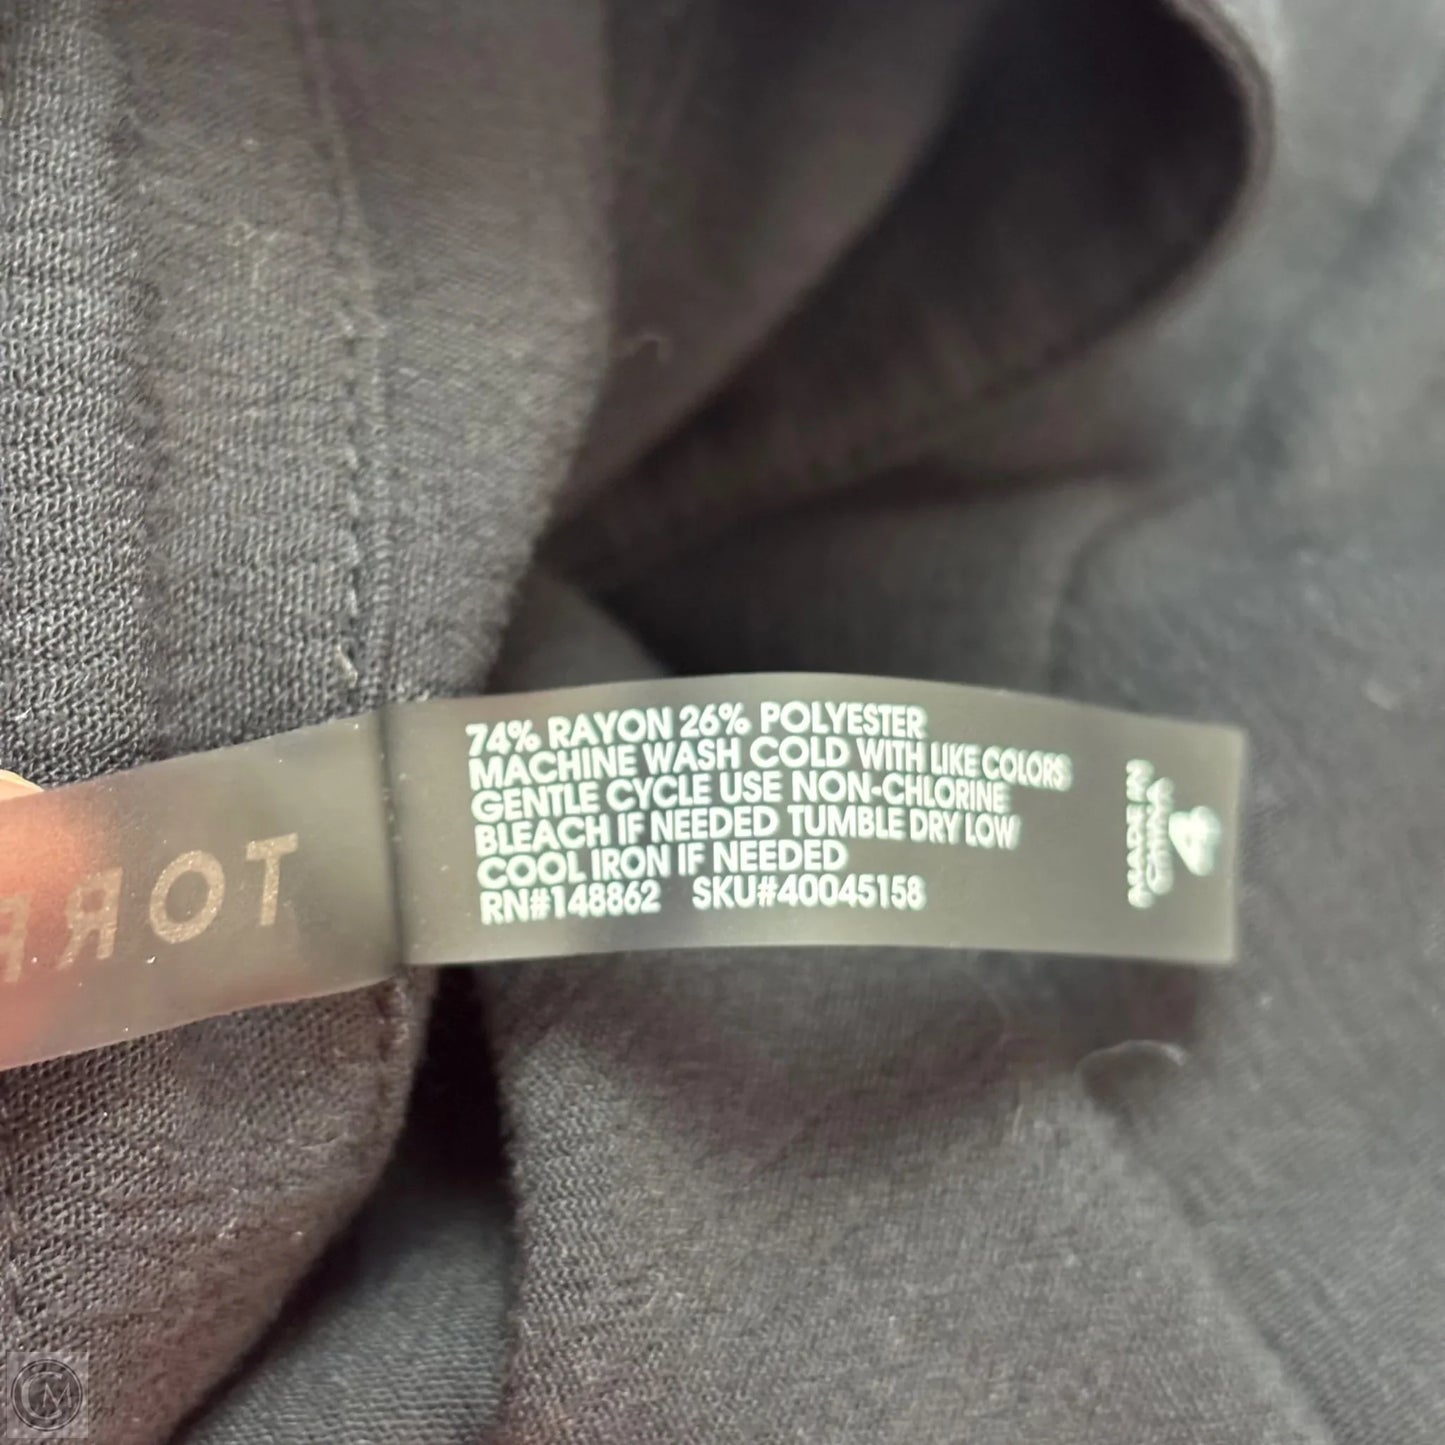 74% RAYON 26% POLYESTER
MACHINE WASH COLD WITH LIKE COLORS
GENTLE CYCLE USE NON-CHLORINE
BLEACH IF NEEDED TUMBLE DRY LOW
COOL IRON IF NEEDED
RN#148862 SKU#40045158
MADE IN
CHINA
4
TORR